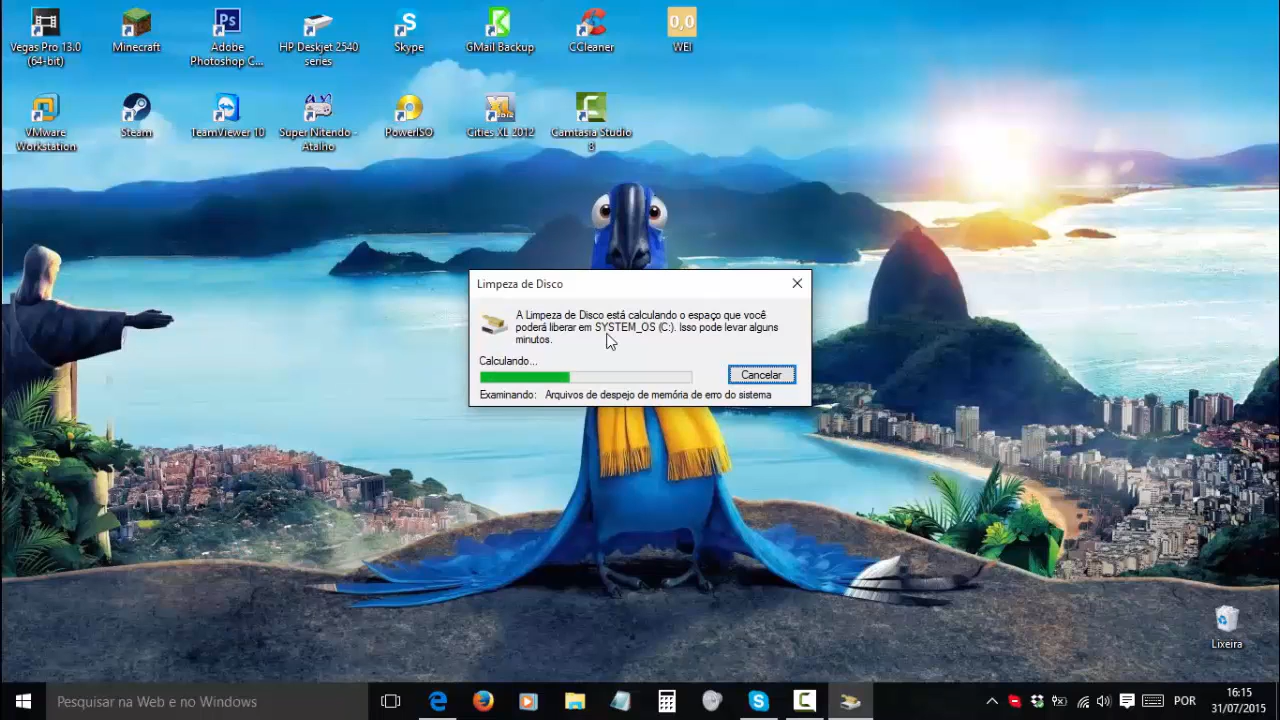 Vegas Pro 13.0
(64-bit)
Minecraft
Adobe
Photoshop C...
HP Deskjet 2540
series
Skype
GMail Backup
CCleaner
0,0
WEI
VMware
Workstation
Steam
TeamViewer 10
Super Nitendo -
Atalho
PowerISO
Cities XL 2012
Camtasia Studio
8
Limpeza de Disco
A Limpeza de Disco está calculando o espaço que você
poderá liberar em SYSTEM_OS (C:). Isso pode levar alguns
minutos.
Calculando...
Cancelar
Examinando: Arquivos de despejo de memória de erro do sistema
Lixeira
Pesquisar na Web e no Windows
POR
16:15
31/07/2015